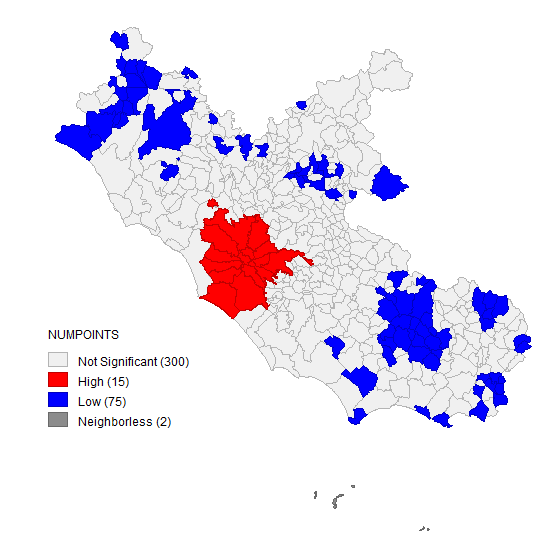 NUMPOINTS
Not Significant (300)
High (15)
Low (75)
Neighborless (2)